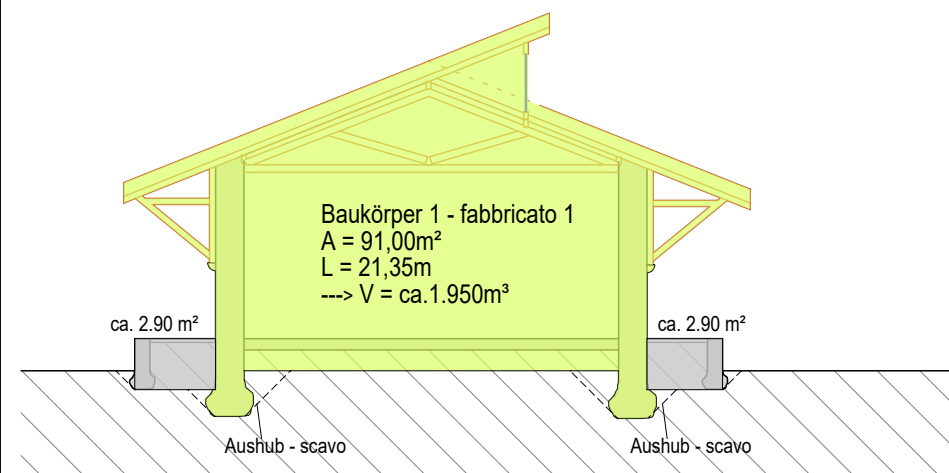 Baukörper 1 - fabbricato 1
A = 91,00m²
L = 21,35m
---> V = ca.1.950m³
ca. 2.90 m²
ca. 2.90 m²
Aushub - scavo
Aushub - scavo